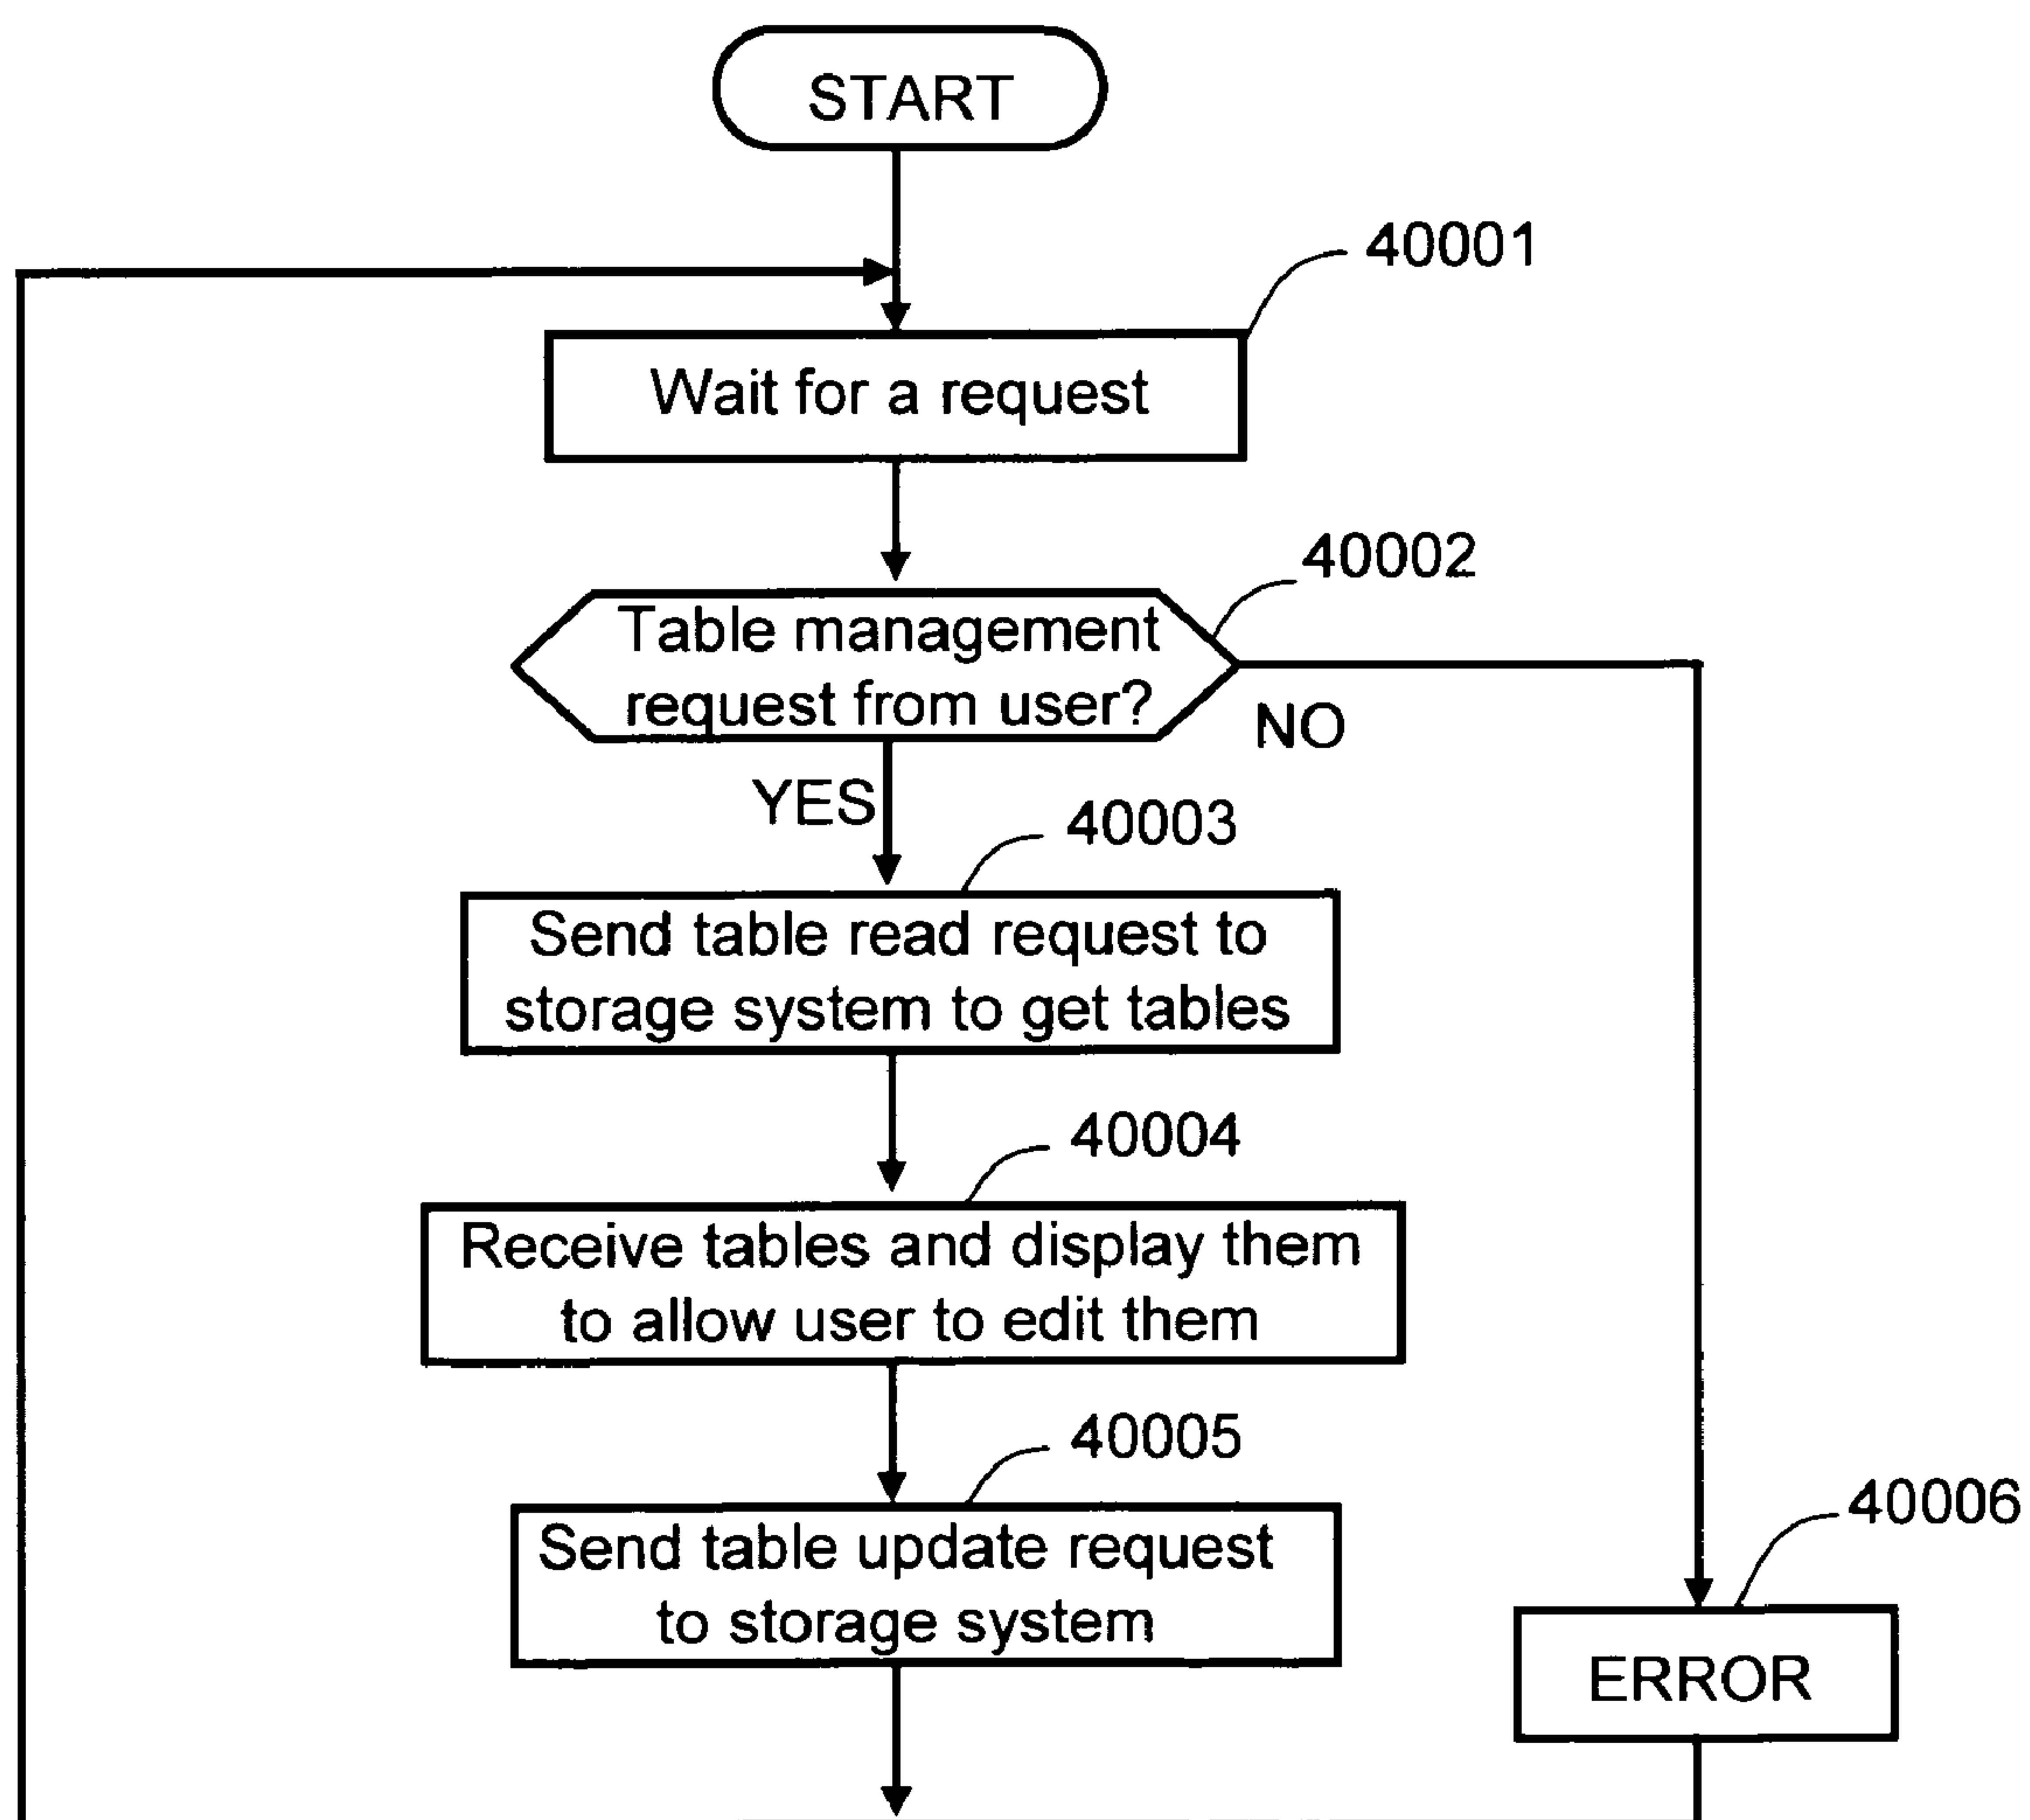 START
40001
Wait for a request
40002
Table management
request from user?
NO
YES
40003
Send table read request to
storage system to get tables
40004
Receive tables and display them
to allow user to edit them
40005
Send table update request
to storage system
40006
ERROR